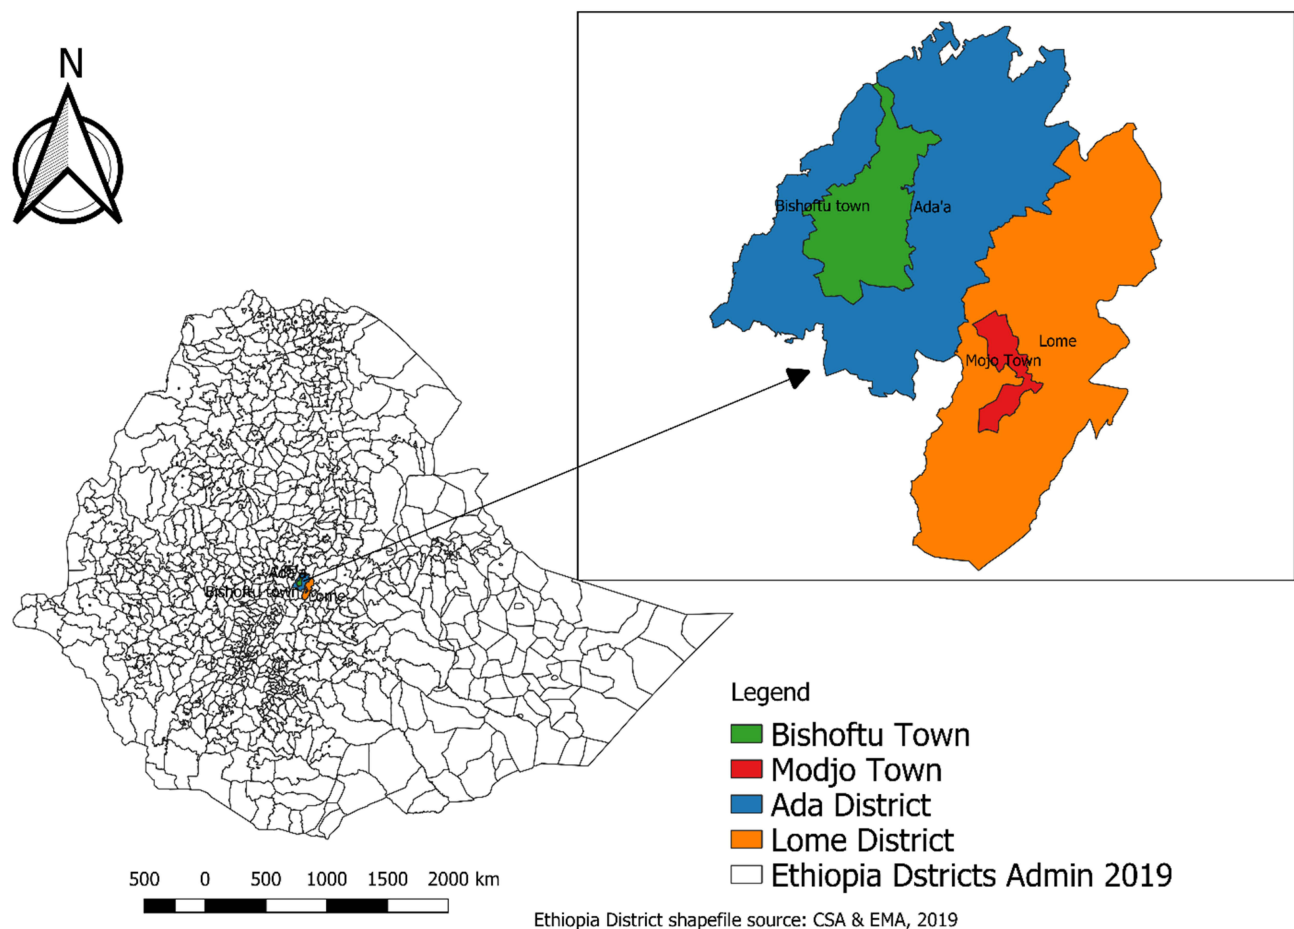 N
Bishoftu town
Ada'a
Lome
Mojo Town
Ada'a
Bishoftu town
Lome
Legend
Bishoftu Town
Modjo Town
Ada District
Lome District
Ethiopia Dstricts Admin 2019
500 0 500 1000 1500 2000 km
Ethiopia District shapefile source: CSA & EMA, 2019